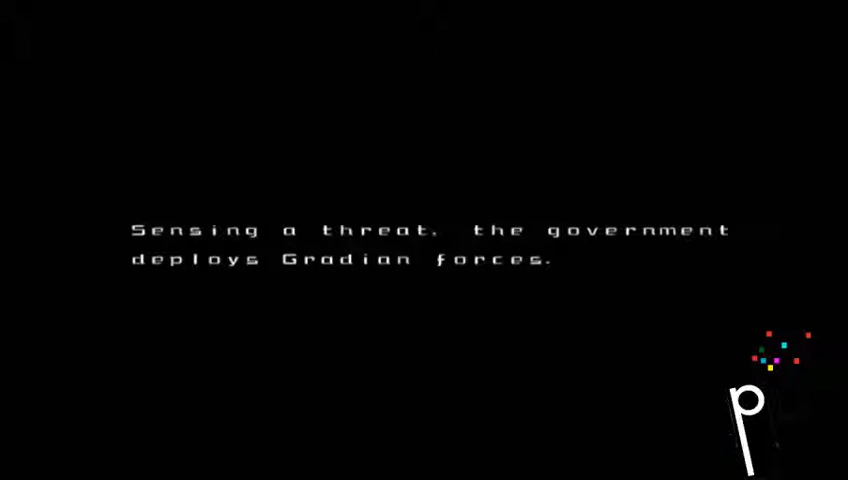 Sensing a threat, the government
deploys Gradian forces.
p